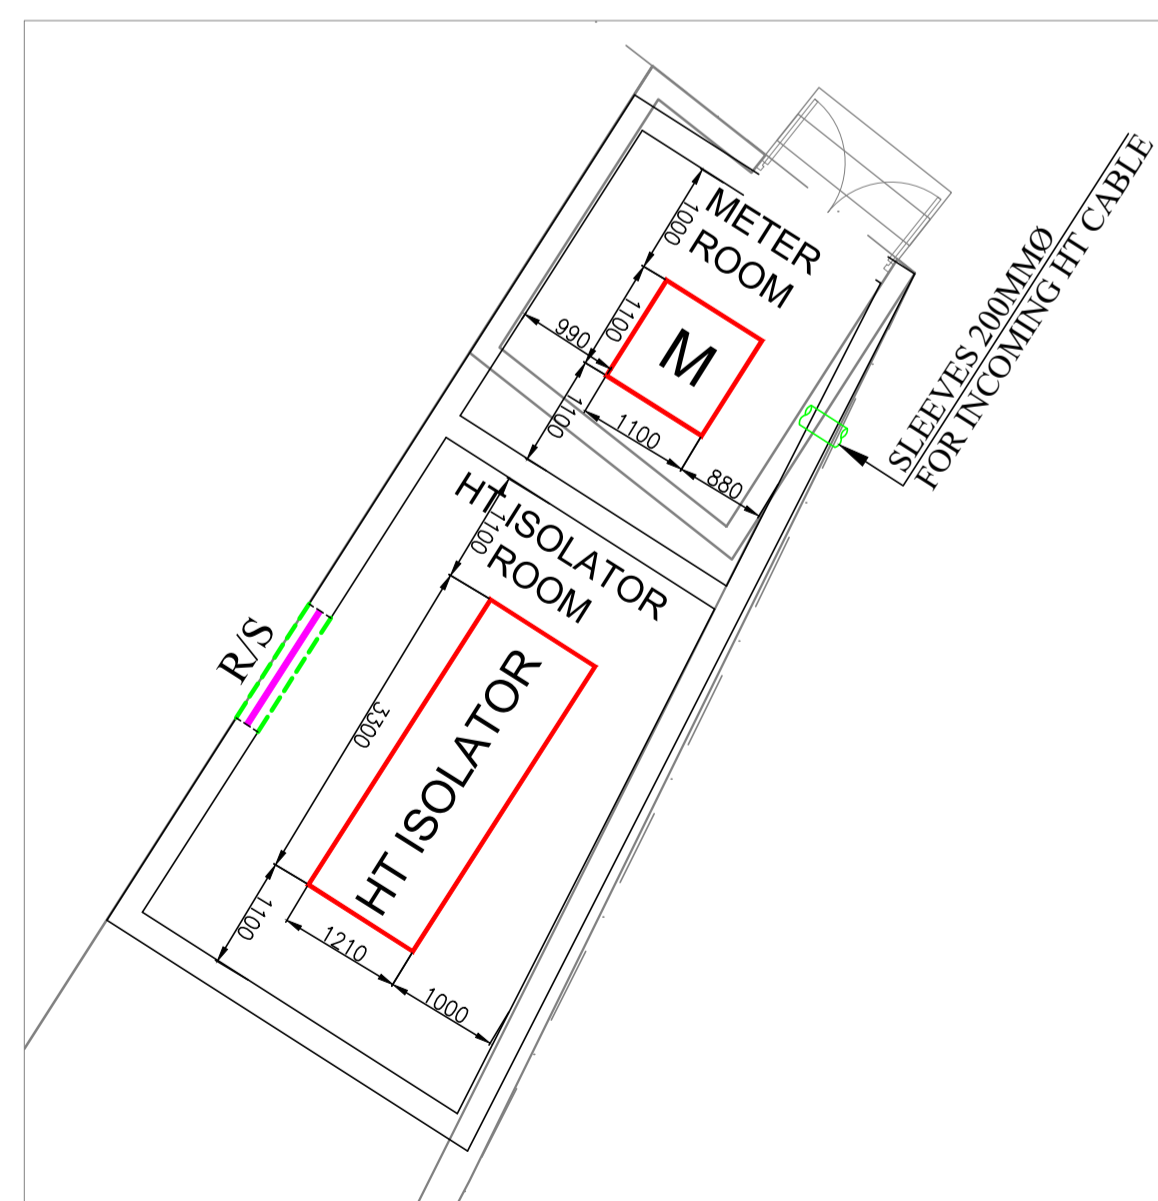 METER
ROOM
1000
1100
990
M
1100
1100
880
SLEEVES 200MMØ
FOR INCOMING HT CABLE
HT ISOLATOR
ROOM
1100
R/S
3300
HT ISOLATOR
1100
1210
1000